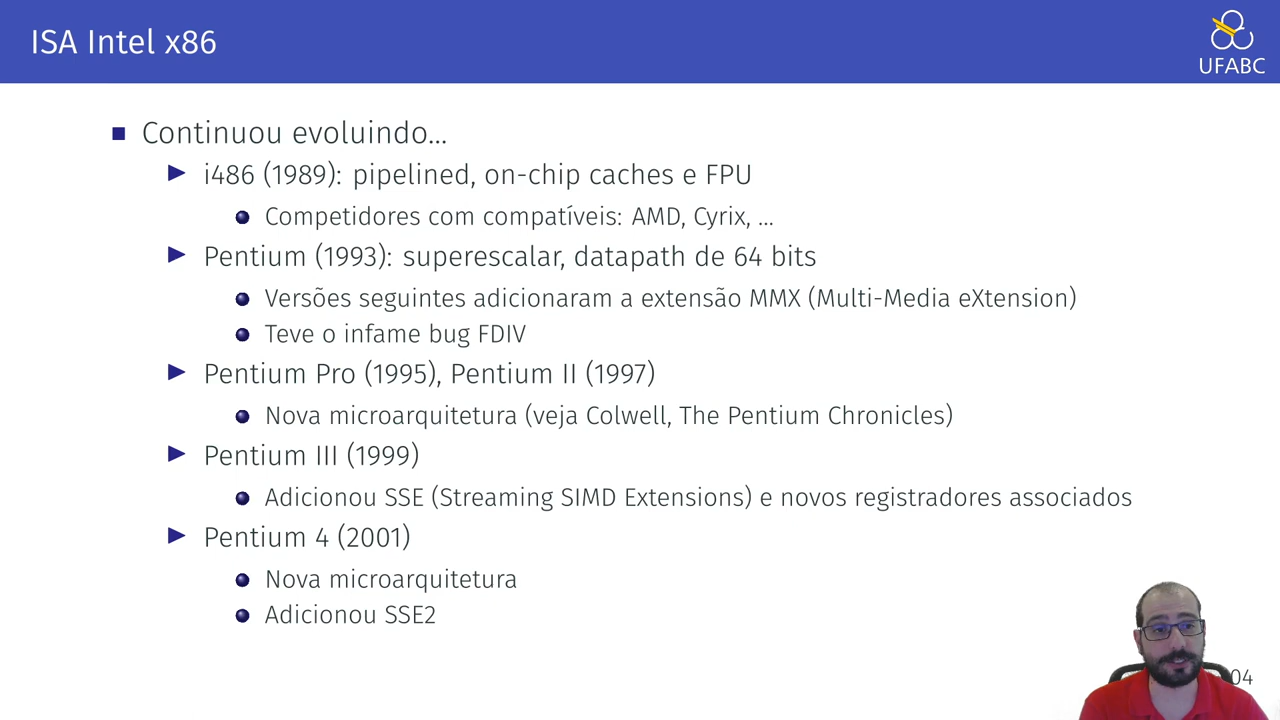 ISA Intel x86
UFABC
Continuou evoluindo...
i486 (1989): pipelined, on-chip caches e FPU
Competidores com compatíveis: AMD, Cyrix, ...
Pentium (1993): superescalar, datapath de 64 bits
Versões seguintes adicionaram a extensão MMX (Multi-Media eXtension)
Teve o infame bug FDIV
Pentium Pro (1995), Pentium II (1997)
Nova microarquitetura (veja Colwell, The Pentium Chronicles)
Pentium III (1999)
Adicionou SSE (Streaming SIMD Extensions) e novos registradores associados
Pentium 4 (2001)
Nova microarquitetura
Adicionou SSE2
04